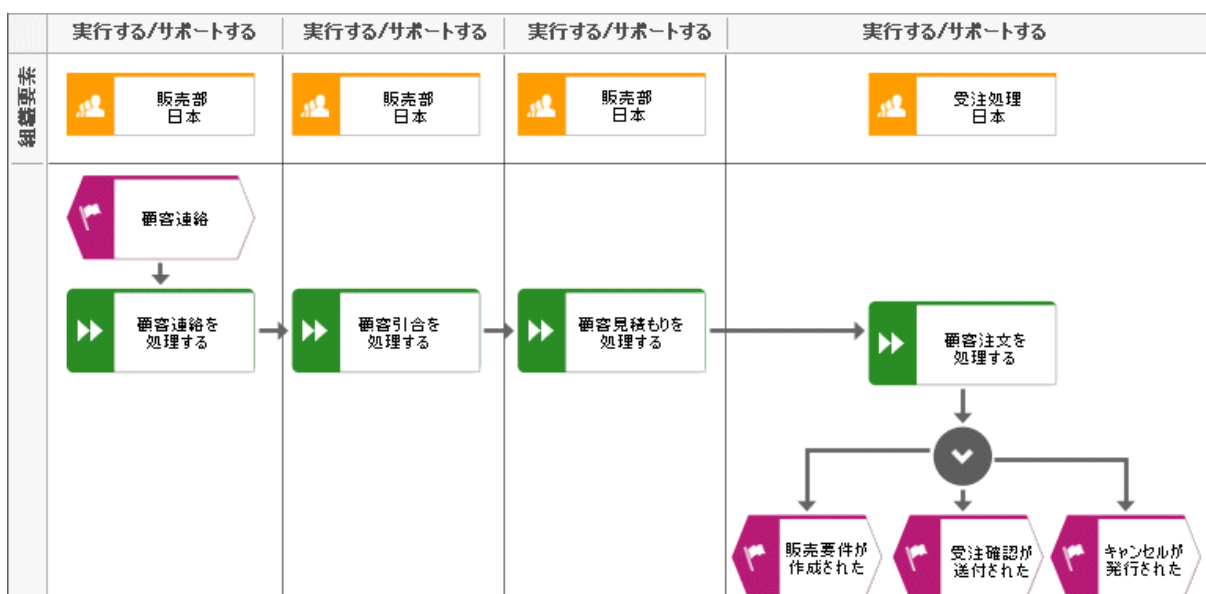 実行する/サポートする
実行する/サポートする
実行する/サポートする
実行する/サポートする
組織要素
販売部
日本
販売部
日本
販売部
日本
受注処理
日本
顧客連絡
顧客連絡を
処理する
顧客引合を
処理する
顧客見積もりを
処理する
顧客注文を
処理する
販売要件が
作成された
受注確認が
送付された
キャンセルが
発行された